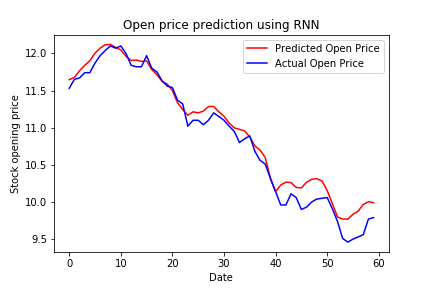 Open price prediction using RNN
Predicted Open Price
Actual Open Price
Stock opening price
12.0
11.5
11.0
10.5
10.0
9.5
0 10 20 30 40 50 60
Date